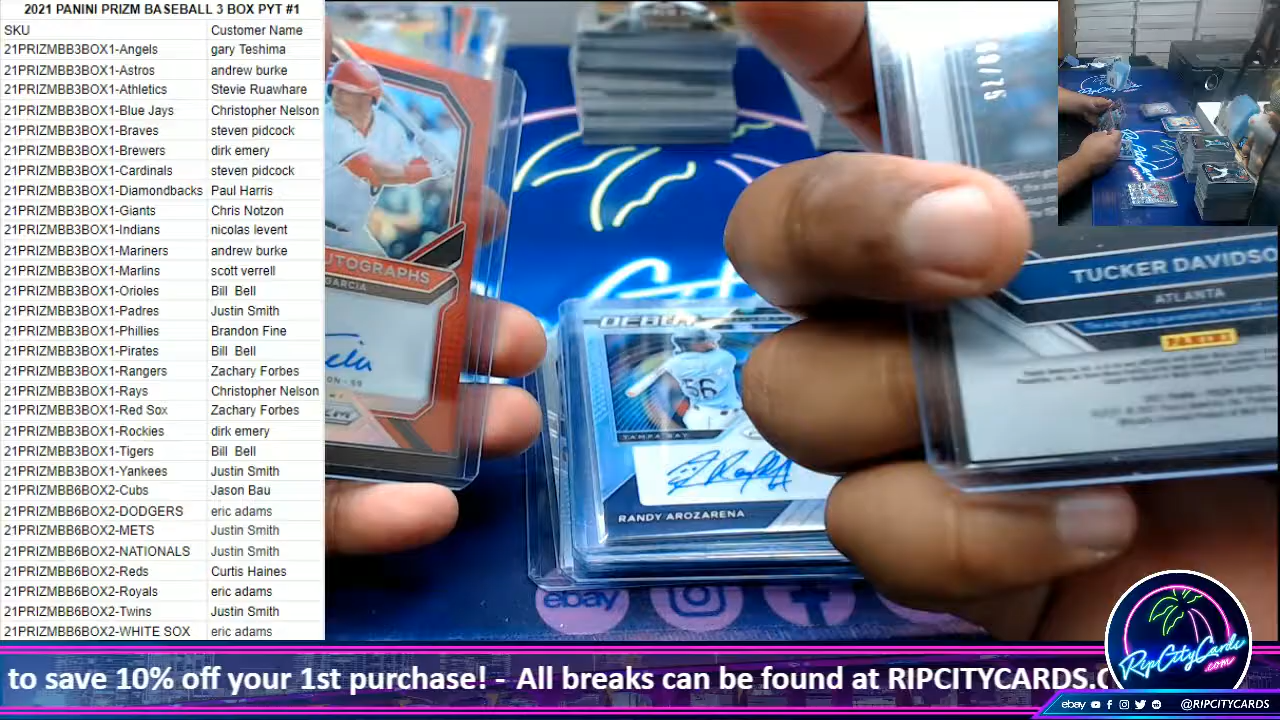 2021 PANINI PRIZM BASEBALL 3 BOX PYT #1
SKU Customer Name
21PRIZMBB3BOX1-Angels gary Teshima
21PRIZMBB3BOX1-Astros andrew burke
21PRIZMBB3BOX1-Athletics Stevie Ruawhare
21PRIZMBB3BOX1-Blue Jays Christopher Nelson
21PRIZMBB3BOX1-Braves steven pidcock
21PRIZMBB3BOX1-Brewers dirk emery
21PRIZMBB3BOX1-Cardinals steven pidcock
21PRIZMBB3BOX1-Diamondbacks Paul Harris
21PRIZMBB3BOX1-Giants Chris Notzon
21PRIZMBB3BOX1-Indians nicolas levent
21PRIZMBB3BOX1-Mariners andrew burke
21PRIZMBB3BOX1-Marlins scott verrell
21PRIZMBB3BOX1-Orioles Bill Bell
21PRIZMBB3BOX1-Padres Justin Smith
21PRIZMBB3BOX1-Phillies Brandon Fine
21PRIZMBB3BOX1-Pirates Bill Bell
21PRIZMBB3BOX1-Rangers Zachary Forbes
21PRIZMBB3BOX1-Rays Christopher Nelson
21PRIZMBB3BOX1-Red Sox Zachary Forbes
21PRIZMBB3BOX1-Rockies dirk emery
21PRIZMBB3BOX1-Tigers Bill Bell
21PRIZMBB3BOX1-Yankees Justin Smith
21PRIZMBB6BOX2-Cubs Jason Bau
21PRIZMBB6BOX2-DODGERS eric adams
21PRIZMBB6BOX2-METS Justin Smith
21PRIZMBB6BOX2-NATIONALS Justin Smith
21PRIZMBB6BOX2-Reds Curtis Haines
21PRIZMBB6BOX2-Royals eric adams
21PRIZMBB6BOX2-Twins Justin Smith
21PRIZMBB6BOX2-WHITE SOX eric adams
UTOGRAPHS
GARCIA
DEBUT
56
TAMPA BAY
RANDY AROZARENA
TUCKER DAVIDSO
ATLANTA
ebay
RipCityCards
.com
to save 10% off your 1st purchase! - All breaks can be found at RIPCITYCARDS.C
ebay @RIPCITYCARDS